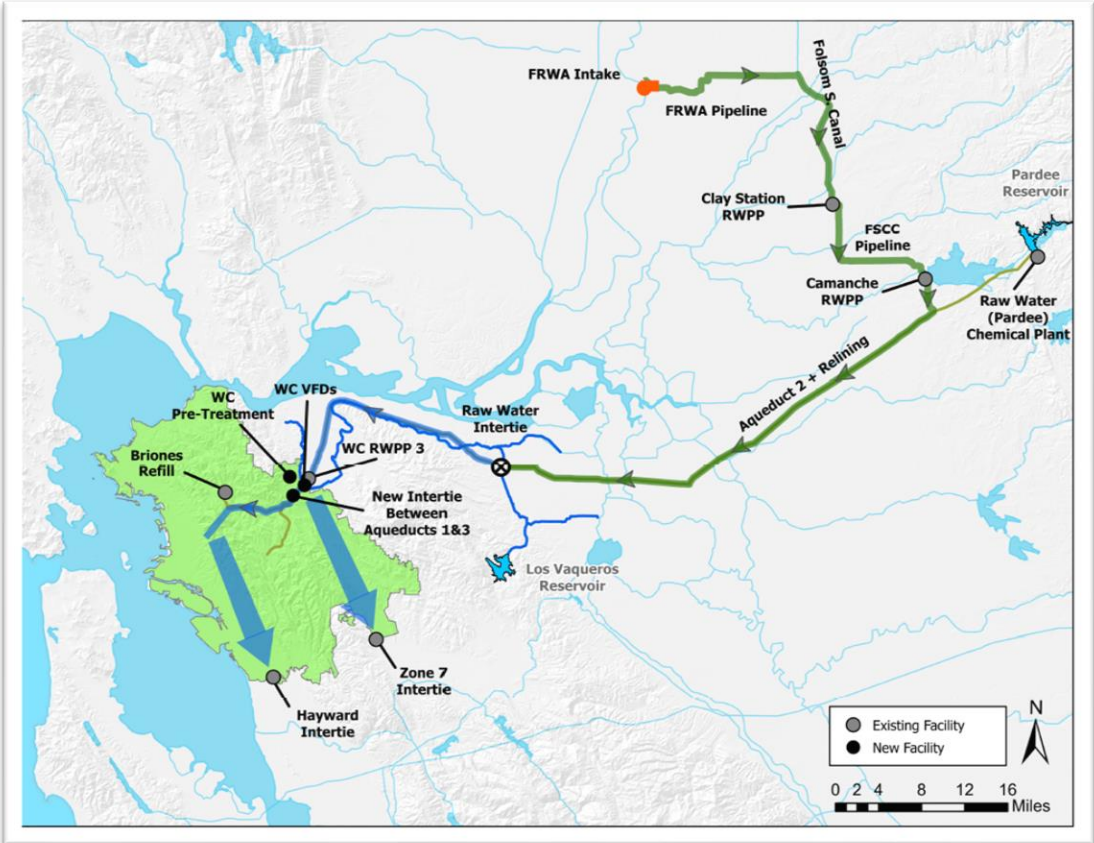 FRWA Intake
FRWA Pipeline
Folsom S. Canal
Pardee
Reservoir
Clay Station
RWPP
FSCC
Pipeline
Camanche
RWPP
Raw Water
(Pardee)
Chemical Plant
Aqueduct 2 + Relining
WC VFDs
WC
Pre-Treatment
Raw Water
Intertie
WC RWPP 3
Briones
Refill
New Intertie
Between
Aqueducts 1&3
Los Vaqueros
Reservoir
Zone 7
Intertie
Hayward
Intertie
Existing Facility
New Facility
N
0 2 4 8 12 16
Miles